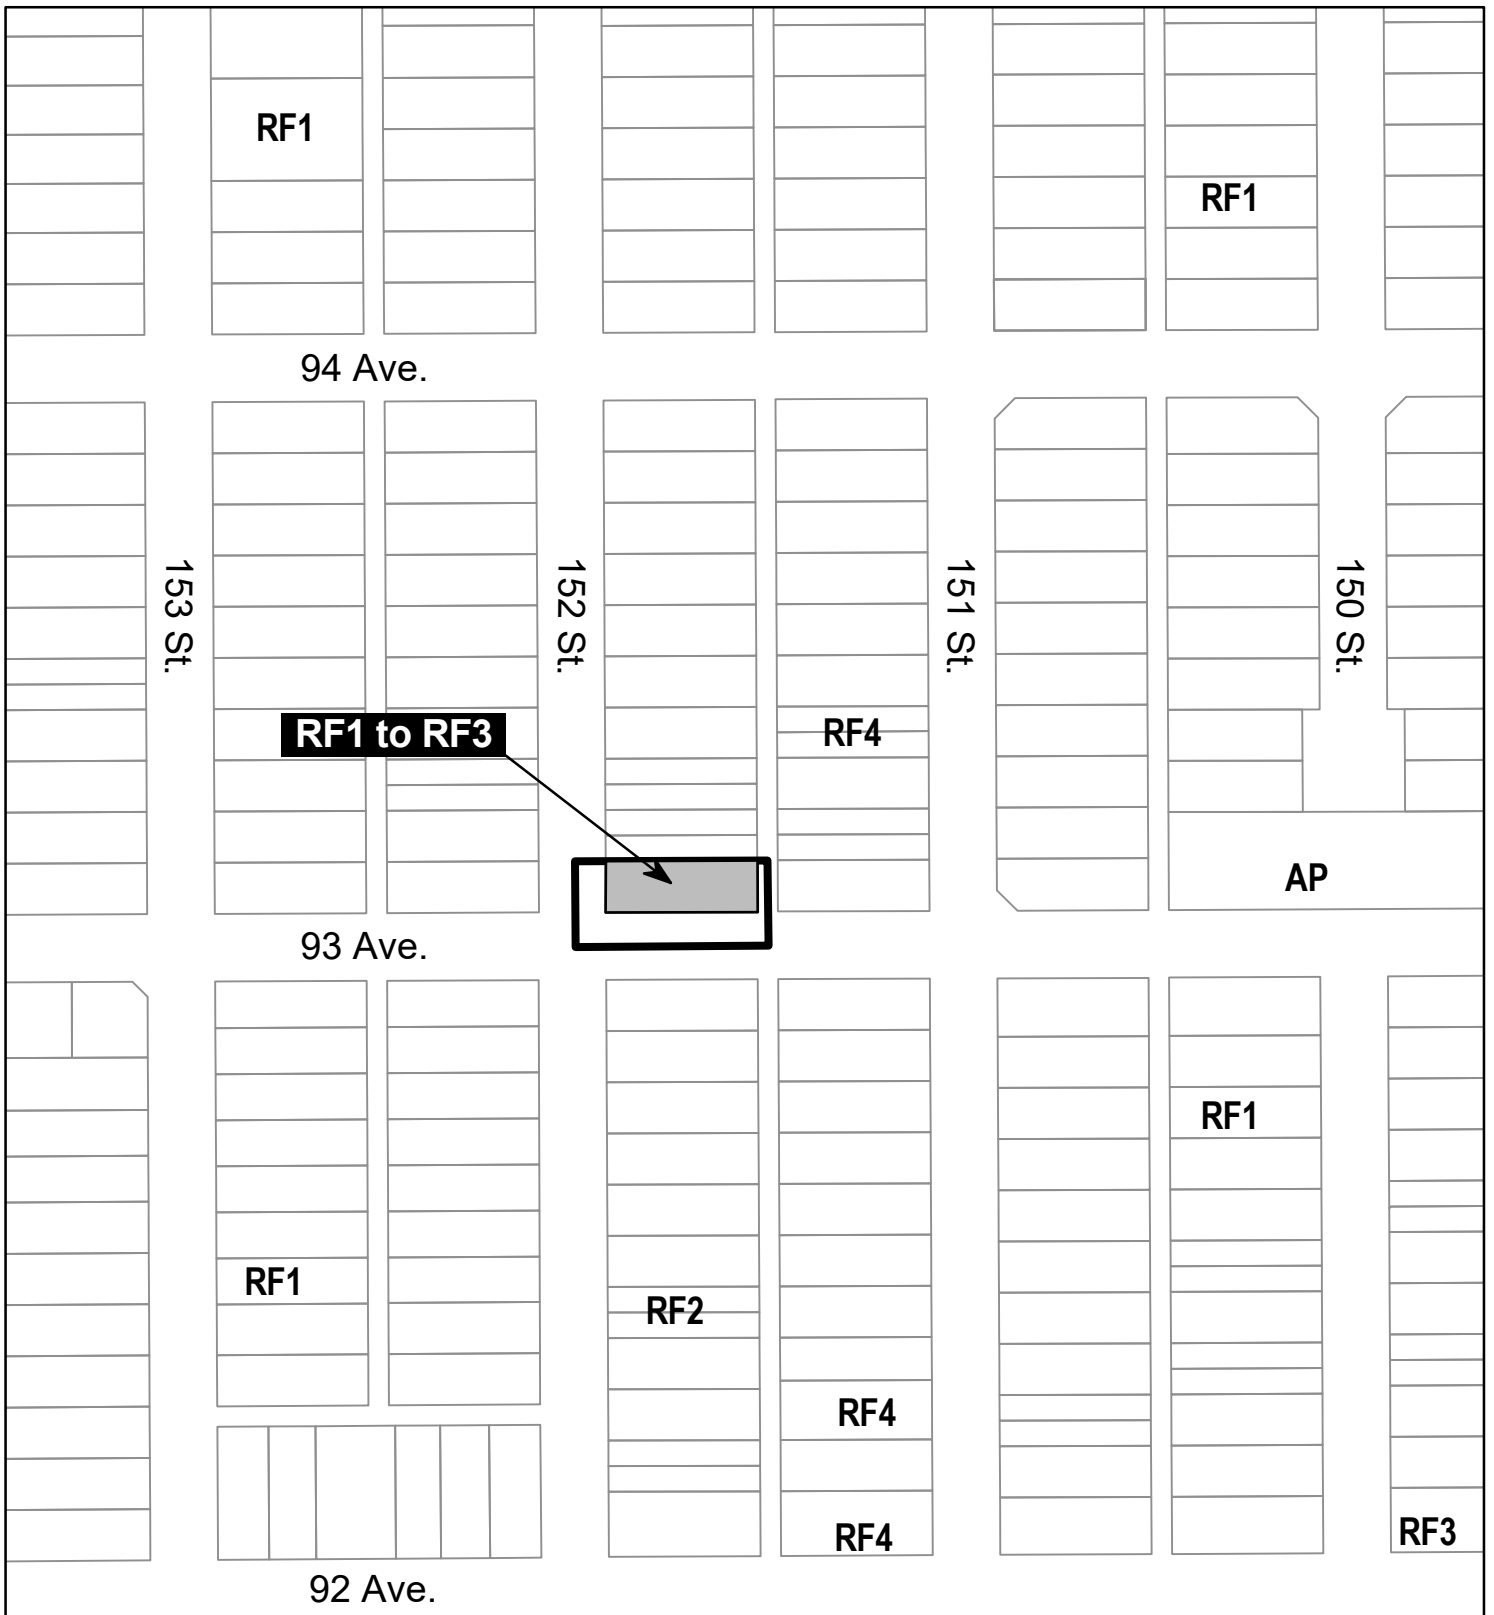 RF1
RF1
94 Ave.
153 St.
152 St.
151 St.
150 St.
RF1 to RF3
RF4
AP
93 Ave.
RF1
RF1
RF2
RF4
RF4
RF3
92 Ave.